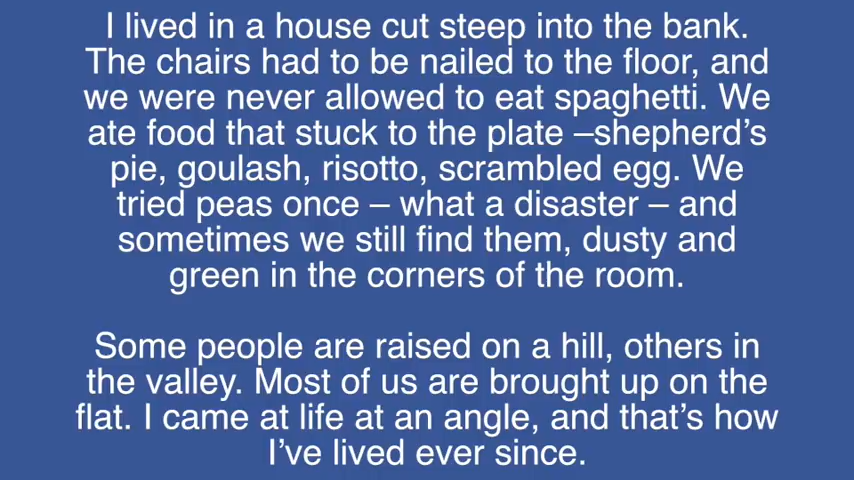 I lived in a house cut steep into the bank.
The chairs had to be nailed to the floor, and
we were never allowed to eat spaghetti. We
ate food that stuck to the plate –shepherd’s
pie, goulash, risotto, scrambled egg. We
tried peas once – what a disaster – and
sometimes we still find them, dusty and
green in the corners of the room.
Some people are raised on a hill, others in
the valley. Most of us are brought up on the
flat. I came at life at an angle, and that’s how
I’ve lived ever since.